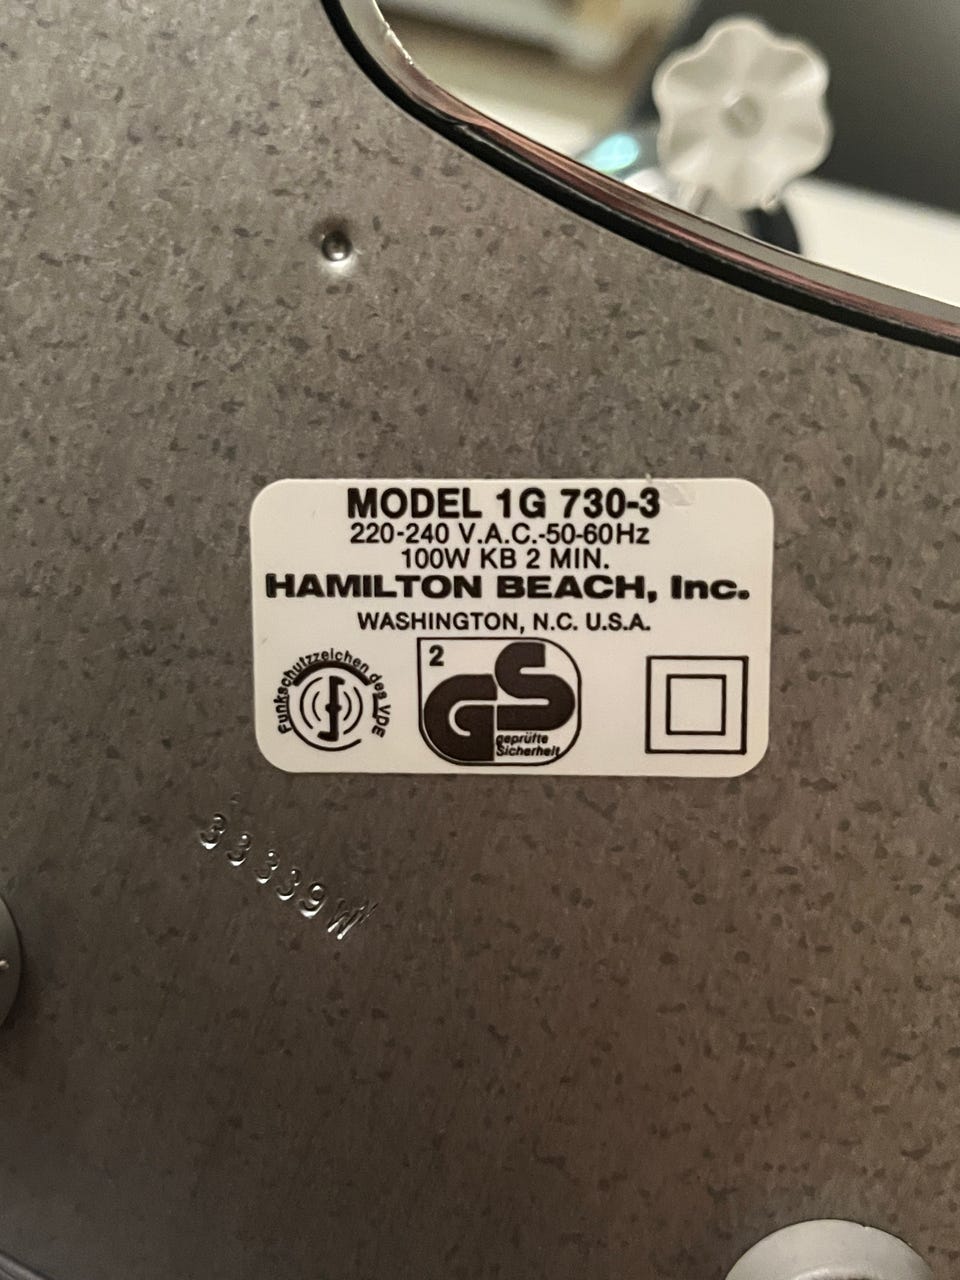 MODEL 1G 730-3
220-240 V.A.C.-50-60Hz
100W KB 2 MIN.
HAMILTON BEACH, Inc.
WASHINGTON, N.C. U.S.A.
Funkschutzzeichen des VDE
2
GS
geprüfte
Sicherheit
33339W